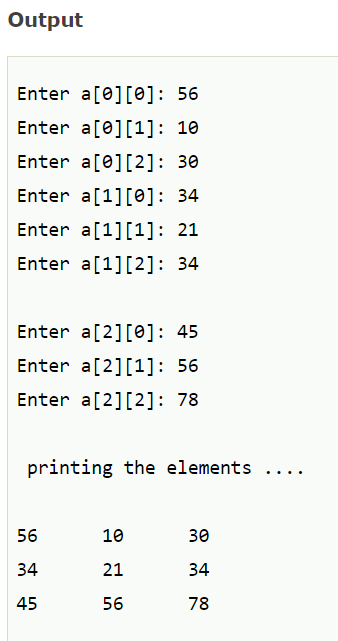 Output
Enter a[0][0]: 56
Enter a[0][1]: 10
Enter a[0][2]: 30
Enter a[1][0]: 34
Enter a[1][1]: 21
Enter a[1][2]: 34
Enter a[2][0]: 45
Enter a[2][1]: 56
Enter a[2][2]: 78
printing the elements ....
56 10 30
34 21 34
45 56 78